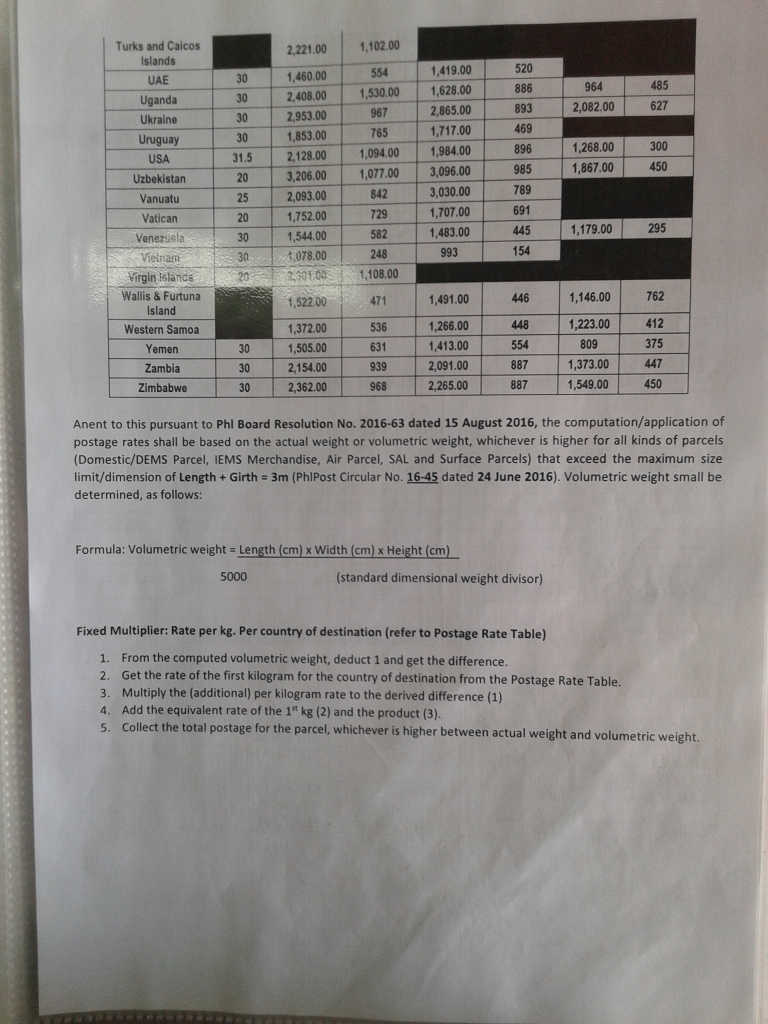 Turks and Caicos Islands 2,221.00 1,102.00
UAE 30 1,460.00 554 1,419.00 520
Uganda 30 2,408.00 1,530.00 1,628.00 886 964 485
Ukraine 30 2,953.00 967 2,865.00 893 2,082.00 627
Uruguay 30 1,853.00 765 1,717.00 469
USA 31.5 2,128.00 1,094.00 1,984.00 896 1,268.00 300
Uzbekistan 20 3,206.00 1,077.00 3,096.00 985 1,867.00 450
Vanuatu 25 2,093.00 842 3,030.00 789
Vatican 20 1,752.00 729 1,707.00 691
Venezuela 30 1,544.00 582 1,483.00 445 1,179.00 295
Vietnam 30 1,078.00 248 993 154
Virgin Islands 20 1,108.00
Wallis & Furtuna Island 1,522.00 471 1,491.00 446 1,146.00 762
Western Samoa 1,372.00 536 1,266.00 448 1,223.00 412
Yemen 30 1,505.00 631 1,413.00 554 809 375
Zambia 30 2,154.00 939 2,091.00 887 1,373.00 447
Zimbabwe 30 2,362.00 968 2,265.00 887 1,549.00 450
Anent to this pursuant to Phl Board Resolution No. 2016-63 dated 15 August 2016, the computation/application of
postage rates shall be based on the actual weight or volumetric weight, whichever is higher for all kinds of parcels
(Domestic/DEMS Parcel, IEMS Merchandise, Air Parcel, SAL and Surface Parcels) that exceed the maximum size
limit/dimension of Length + Girth = 3m (PhlPost Circular No. 16-45 dated 24 June 2016). Volumetric weight small be
determined, as follows:
Formula: Volumetric weight = Length (cm) x Width (cm) x Height (cm)
5000 (standard dimensional weight divisor)
Fixed Multiplier: Rate per kg. Per country of destination (refer to Postage Rate Table)
1. From the computed volumetric weight, deduct 1 and get the difference.
2. Get the rate of the first kilogram for the country of destination from the Postage Rate Table.
3. Multiply the (additional) per kilogram rate to the derived difference (1)
4. Add the equivalent rate of the 1st kg (2) and the product (3).
5. Collect the total postage for the parcel, whichever is higher between actual weight and volumetric weight.